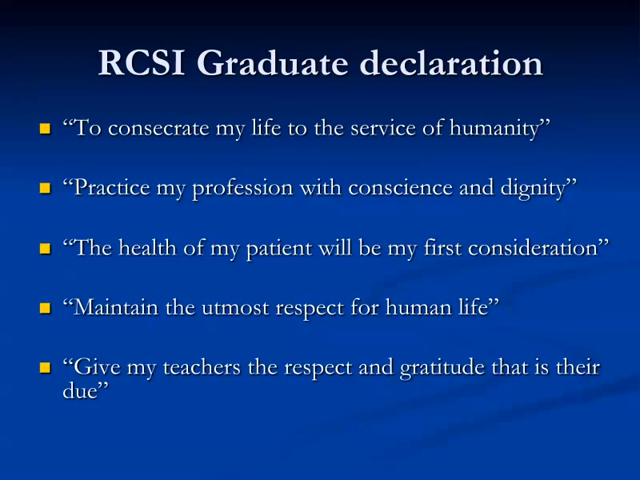 RCSI Graduate declaration
“To consecrate my life to the service of humanity”
“Practice my profession with conscience and dignity”
“The health of my patient will be my first consideration”
“Maintain the utmost respect for human life”
“Give my teachers the respect and gratitude that is their
due”